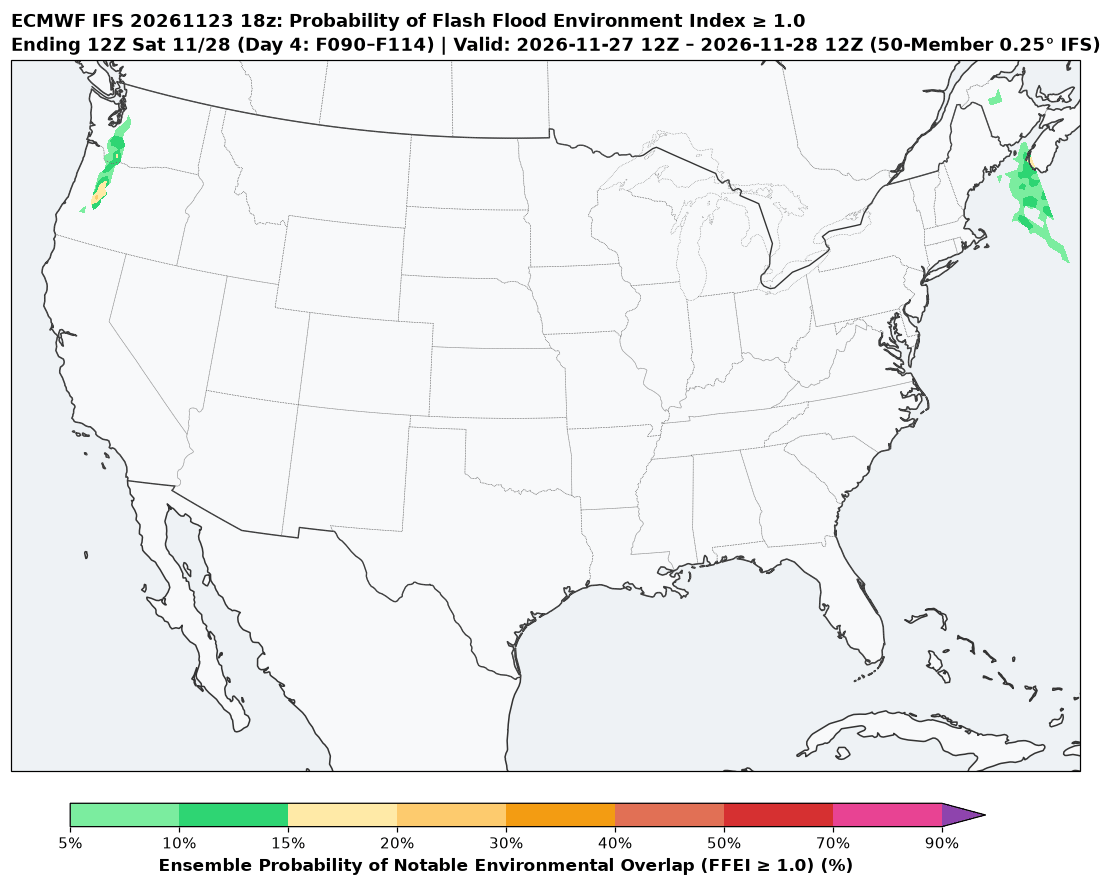 ECMWF IFS 20261123 18z: Probability of Flash Flood Environment Index ≥ 1.0
Ending 12Z Sat 11/28 (Day 4: F090–F114) | Valid: 2026-11-27 12Z – 2026-11-28 12Z (50-Member 0.25° IFS)
5% 10% 15% 20% 30% 40% 50% 70% 90%
Ensemble Probability of Notable Environmental Overlap (FFEI ≥ 1.0) (%)